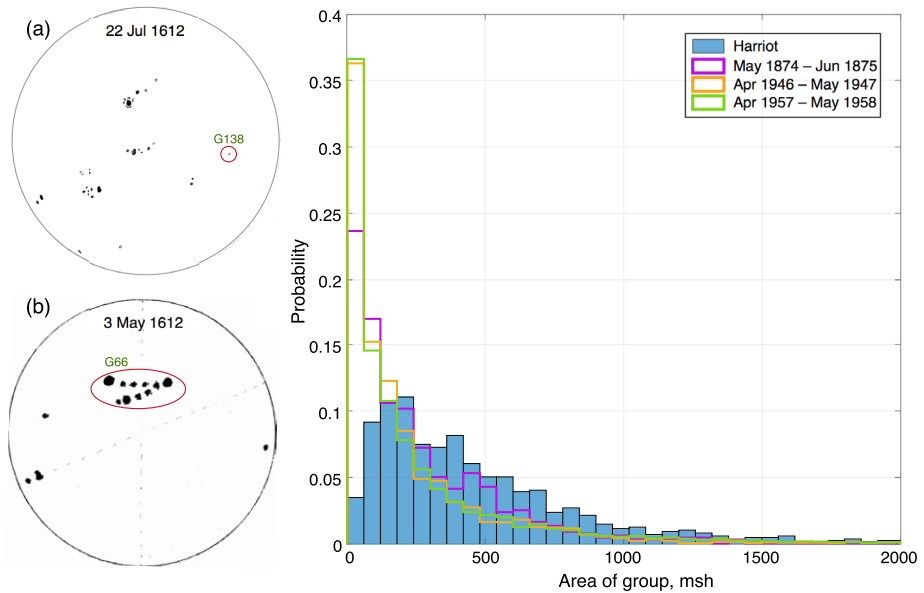 (a)
22 Jul 1612
G138
(b)
3 May 1612
G66
Probability
0.4
0.35
0.3
0.25
0.2
0.15
0.1
0.05
0
Harriot
May 1874 – Jun 1875
Apr 1946 – May 1947
Apr 1957 – May 1958
0 500 1000 1500 2000
Area of group, msh